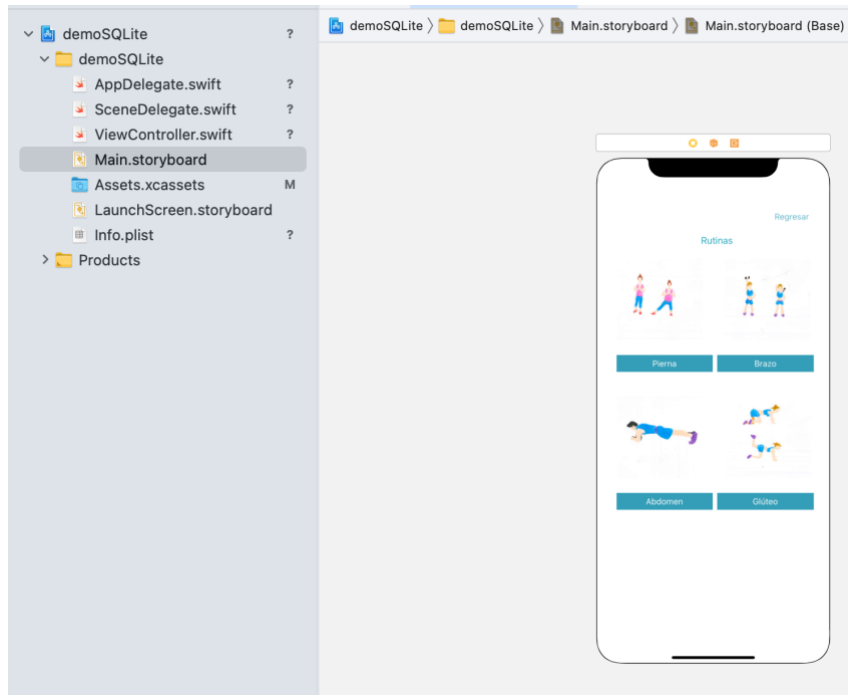 demoSQLite ?
demoSQLite
AppDelegate.swift ?
SceneDelegate.swift ?
ViewController.swift ?
Main.storyboard
Assets.xcassets M
LaunchScreen.storyboard
Info.plist ?
Products
demoSQLite 〉 demoSQLite 〉 Main.storyboard 〉 Main.storyboard (Base)
Regresar
Rutinas
Pierna Brazo
Abdomen Glúteo